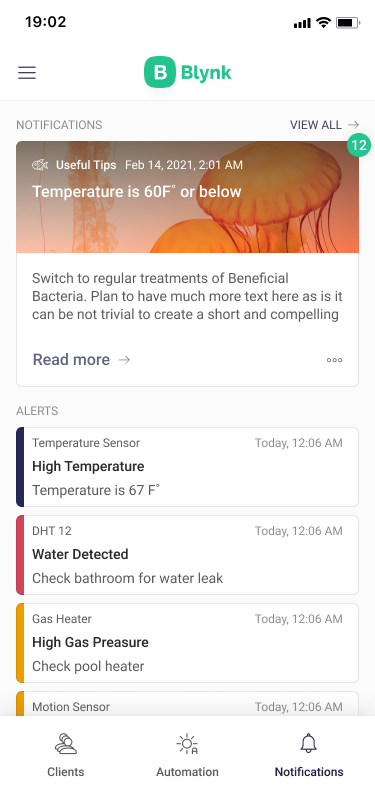 19:02
B Blynk
NOTIFICATIONS
VIEW ALL →
12
Useful Tips Feb 14, 2021, 2:01 AM
Temperature is 60F˚ or below
Switch to regular treatments of Beneficial
Bacteria. Plan to have much more text here as is it
can be not trivial to create a short and compelling
Read more →
ALERTS
Temperature Sensor Today, 12:06 AM
High Temperature
Temperature is 67 F˚
DHT 12 Today, 12:06 AM
Water Detected
Check bathroom for water leak
Gas Heater Today, 12:06 AM
High Gas Preasure
Check pool heater
Motion Sensor Today, 12:06 AM
Clients Automation Notifications